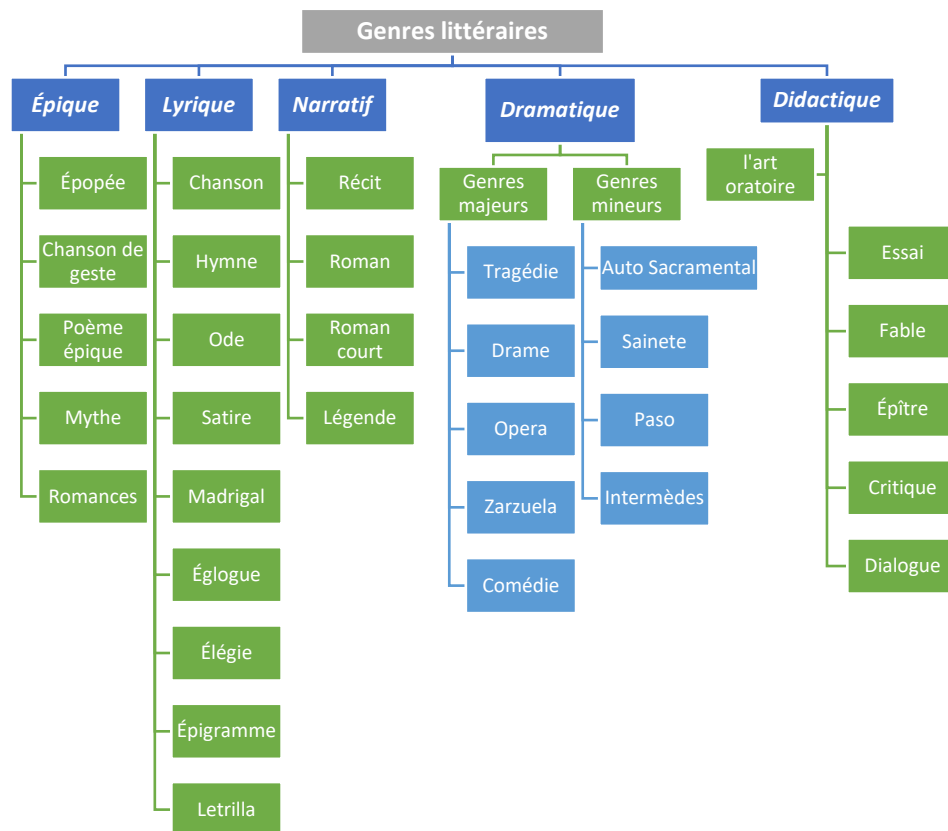 Genres littéraires
Épique
Épopée
Chanson de
geste
Poème
épique
Mythe
Romances
Lyrique
Chanson
Hymne
Ode
Satire
Madrigal
Églogue
Élégie
Épigramme
Letrilla
Narratif
Récit
Roman
Roman
court
Légende
Dramatique
Genres
majeurs
Tragédie
Drame
Opera
Zarzuela
Comédie
Genres
mineurs
Auto Sacramental
Sainete
Paso
Intermèdes
Didactique
l'art
oratoire
Essai
Fable
Épître
Critique
Dialogue